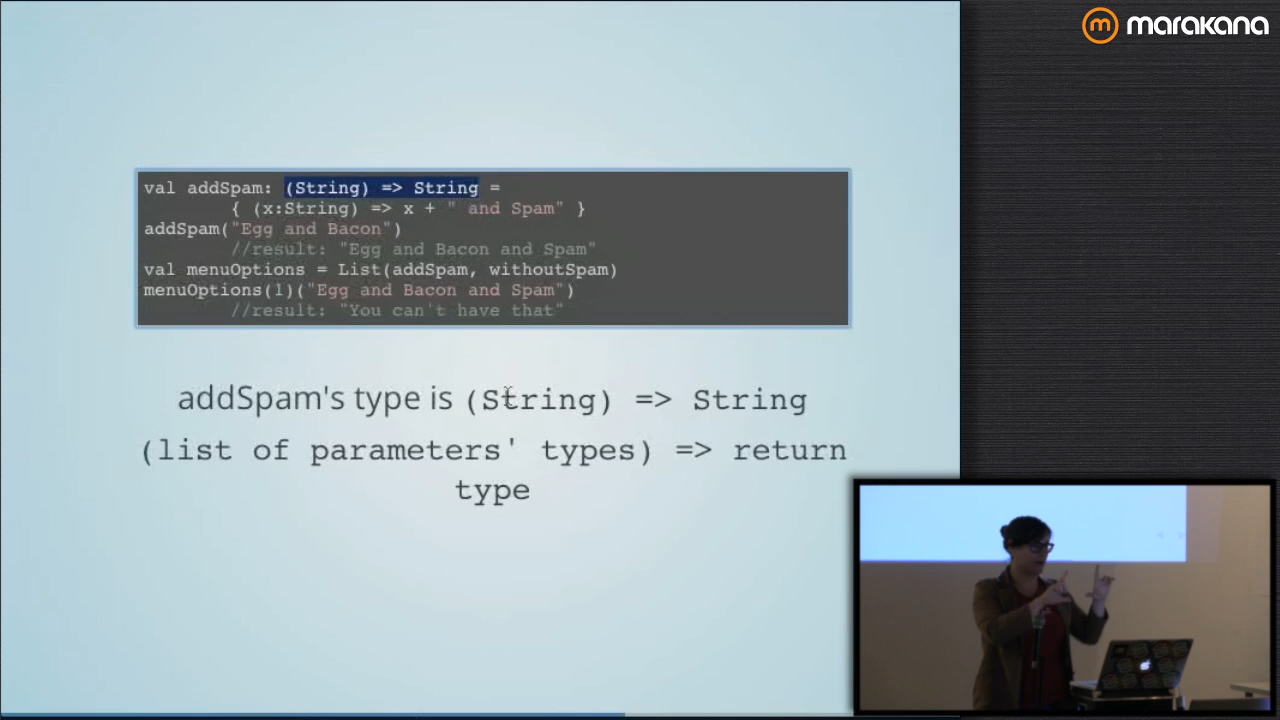 marakana
val addSpam: (String) => String =
{ (x:String) => x + " and Spam" }
addSpam("Egg and Bacon")
//result: "Egg and Bacon and Spam"
val menuOptions = List(addSpam, withoutSpam)
menuOptions(1)("Egg and Bacon and Spam")
//result: "You can't have that"
addSpam's type is (String) => String
(list of parameters' types) => return
type